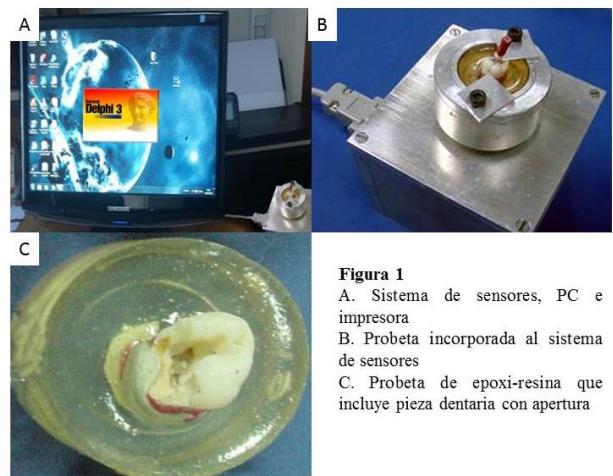 A
B
Delphi 3
SAMSUNG
C
Figura 1
A. Sistema de sensores, PC e
impresora
B. Probeta incorporada al sistema
de sensores
C. Probeta de epoxi-resina que
incluye pieza dentaria con apertura